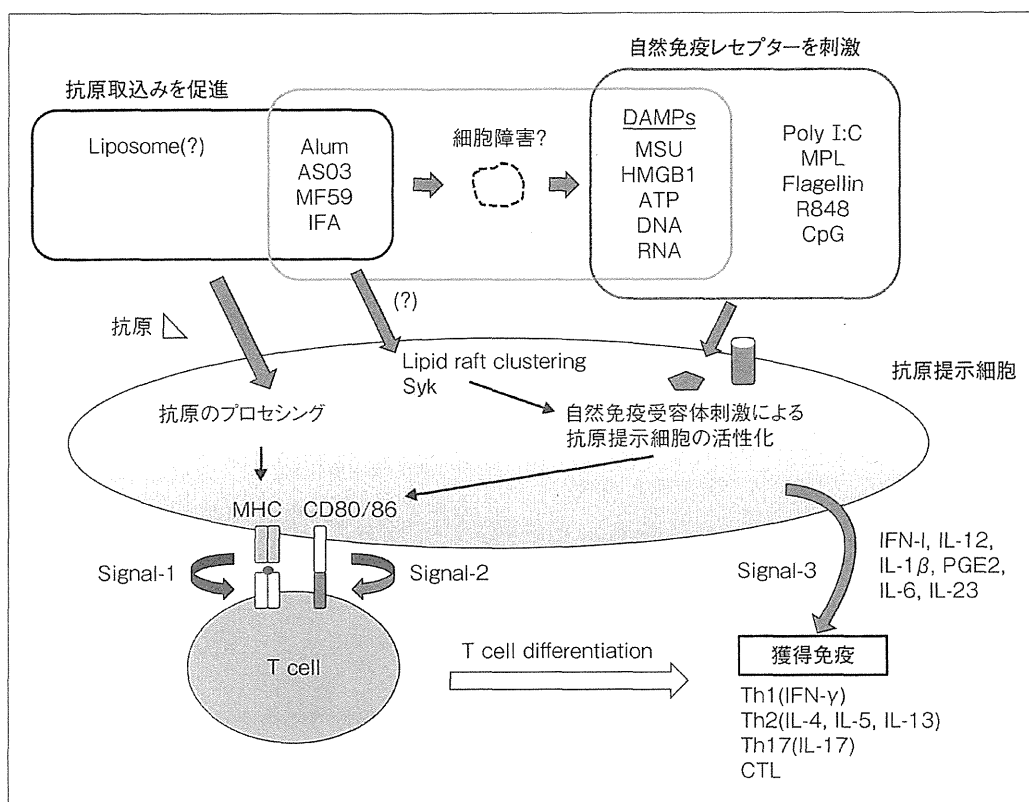 自然免疫レセプターを刺激
抗原取込みを促進
Liposome(?)
Alum
AS03
MF59
IFA
細胞障害?
DAMPs
MSU
HMGB1
ATP
DNA
RNA
Poly I:C
MPL
Flagellin
R848
CpG
(?)
抗原
Lipid raft clustering
Syk
抗原提示細胞
抗原のプロセシング
自然免疫受容体刺激による
抗原提示細胞の活性化
MHC CD80/86
Signal-1
Signal-2
Signal-3
IFN-I, IL-12,
IL-1β, PGE2,
IL-6, IL-23
T cell
T cell differentiation
獲得免疫
Th1(IFN-γ)
Th2(IL-4, IL-5, IL-13)
Th17(IL-17)
CTL